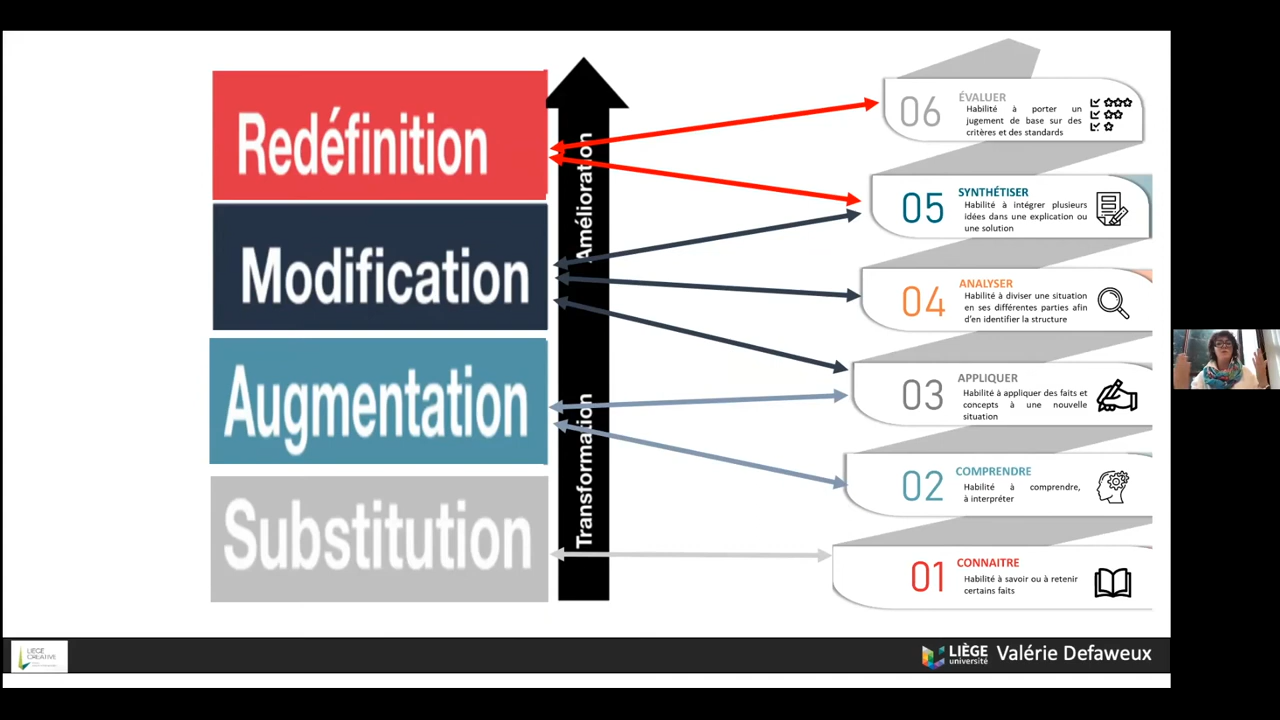 Redéfinition
Modification
Augmentation
Substitution
Amélioration
Transformation
06
ÉVALUER
Habilité à porter un
jugement de base sur des
critères et des standards
05
SYNTHÉTISER
Habilité à intégrer plusieurs
idées dans une explication ou
une solution
04
ANALYSER
Habilité à diviser une situation
en ses différentes parties afin
d'en identifier la structure
03
APPLIQUER
Habilité à appliquer des faits et
concepts à une nouvelle
situation
02
COMPRENDRE
Habilité à comprendre,
à interpréter
01
CONNAITRE
Habilité à savoir ou à retenir
certains faits
LIÈGE
CREATIVE
LIÈGE
université
Valérie Defaweux